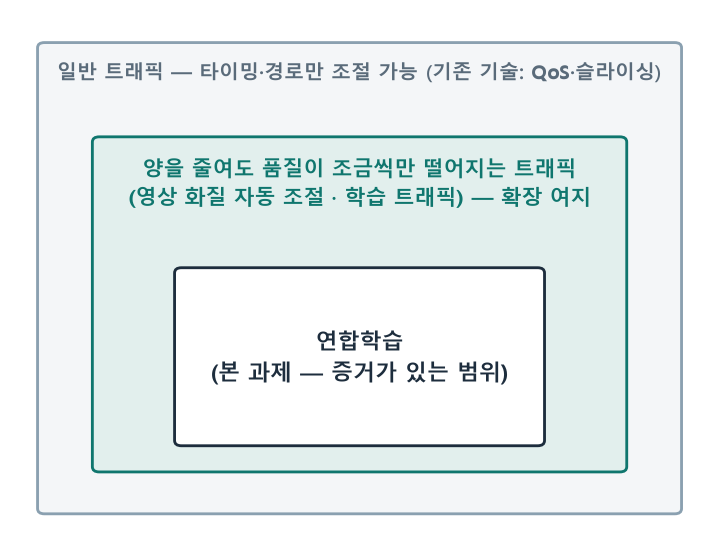 일반 트래픽 — 타이밍·경로만 조절 가능 (기존 기술: QoS·슬라이싱)
양을 줄여도 품질이 조금씩만 떨어지는 트래픽
(영상 화질 자동 조절 · 학습 트래픽) — 확장 여지
연합학습
(본 과제 — 증거가 있는 범위)